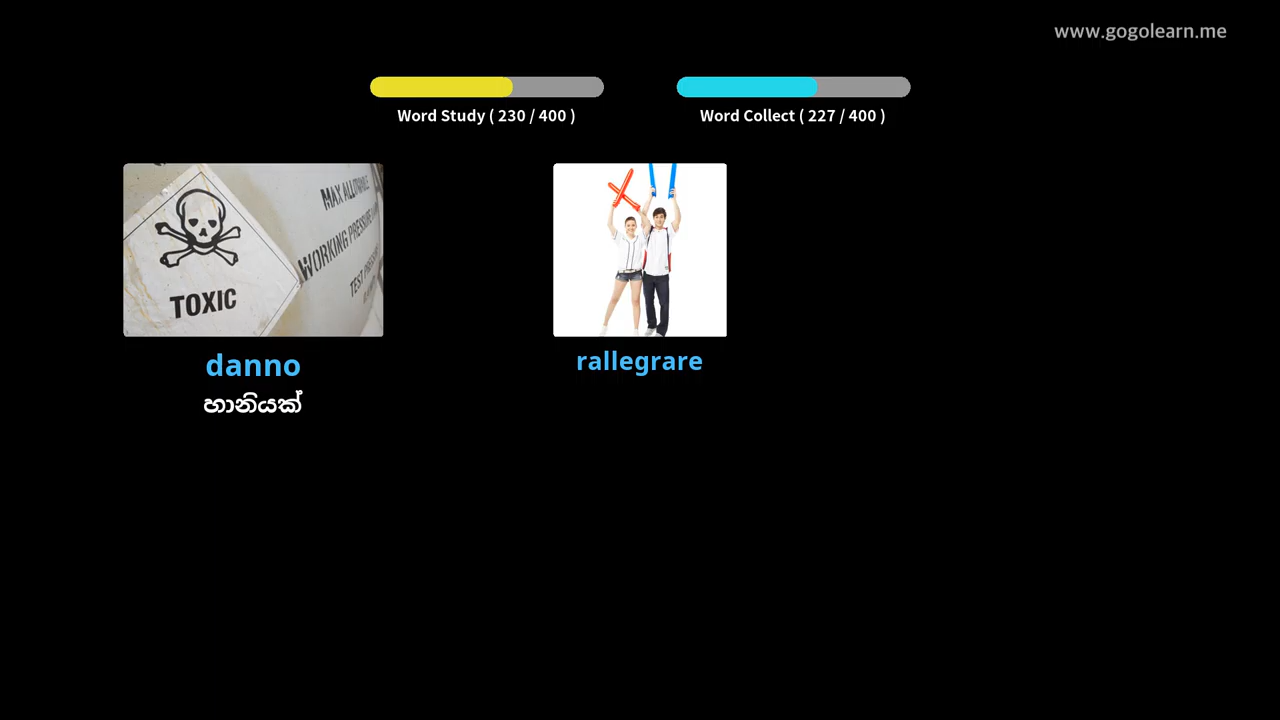 www.gogolearn.me
Word Study ( 230 / 400 )
Word Collect ( 227 / 400 )
MAX ALLOWABLE
WORKING PRESSURE
TOXIC
TEST
danno
හානියක්
rallegrare